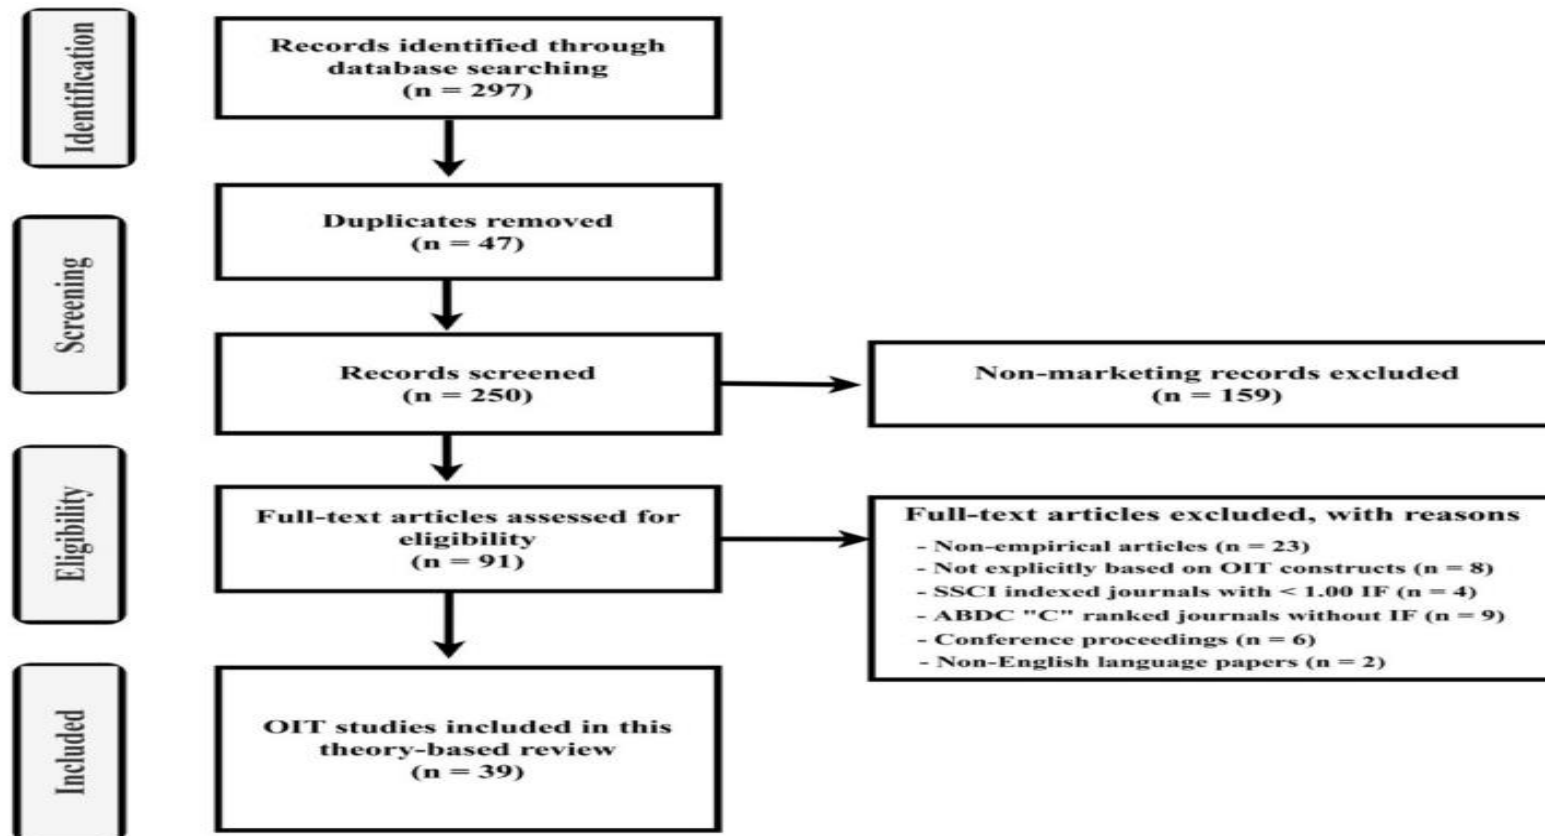 Identification
Records identified through
database searching
(n = 297)
Duplicates removed
(n = 47)
Screening
Records screened
(n = 250)
Non-marketing records excluded
(n = 159)
Eligibility
Full-text articles assessed for
eligibility
(n = 91)
Full-text articles excluded, with reasons
- Non-empirical articles (n = 23)
- Not explicitly based on OIT constructs (n = 8)
- SSCI indexed journals with < 1.00 IF (n = 4)
- ABDC "C" ranked journals without IF (n = 9)
- Conference proceedings (n = 6)
- Non-English language papers (n = 2)
Included
OIT studies included in this
theory-based review
(n = 39)